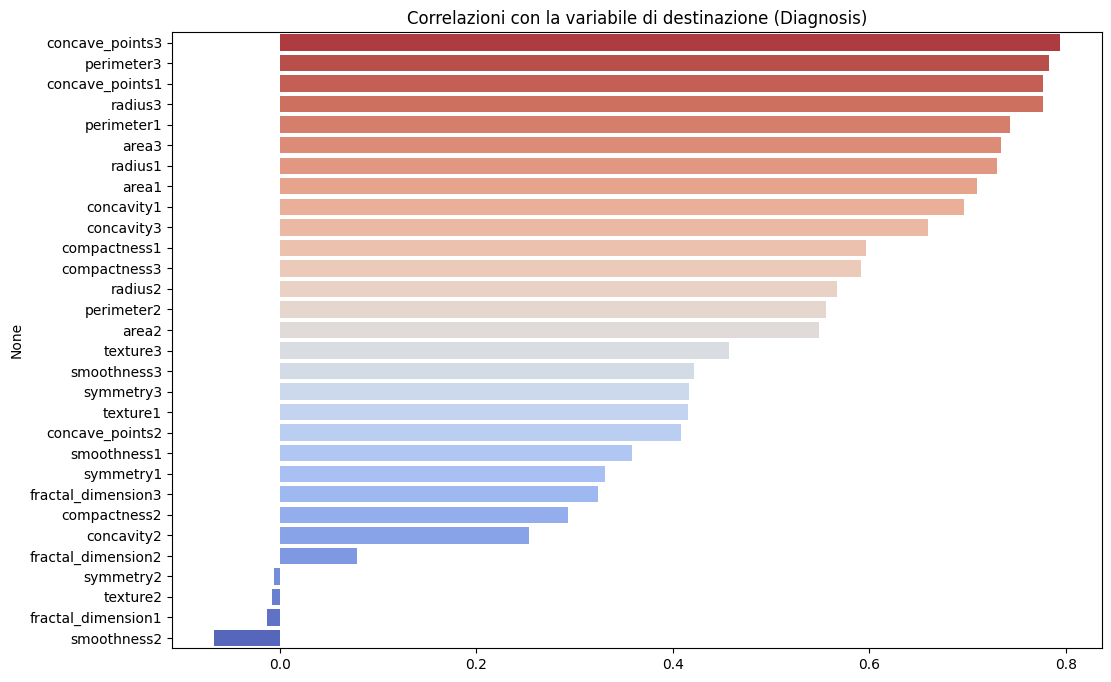 Correlazioni con la variabile di destinazione (Diagnosis)
concave_points3
perimeter3
concave_points1
radius3
perimeter1
area3
radius1
area1
concavity1
concavity3
compactness1
compactness3
radius2
perimeter2
area2
texture3
smoothness3
symmetry3
texture1
concave_points2
smoothness1
symmetry1
fractal_dimension3
compactness2
concavity2
fractal_dimension2
symmetry2
texture2
fractal_dimension1
smoothness2
None
0.0 0.2 0.4 0.6 0.8